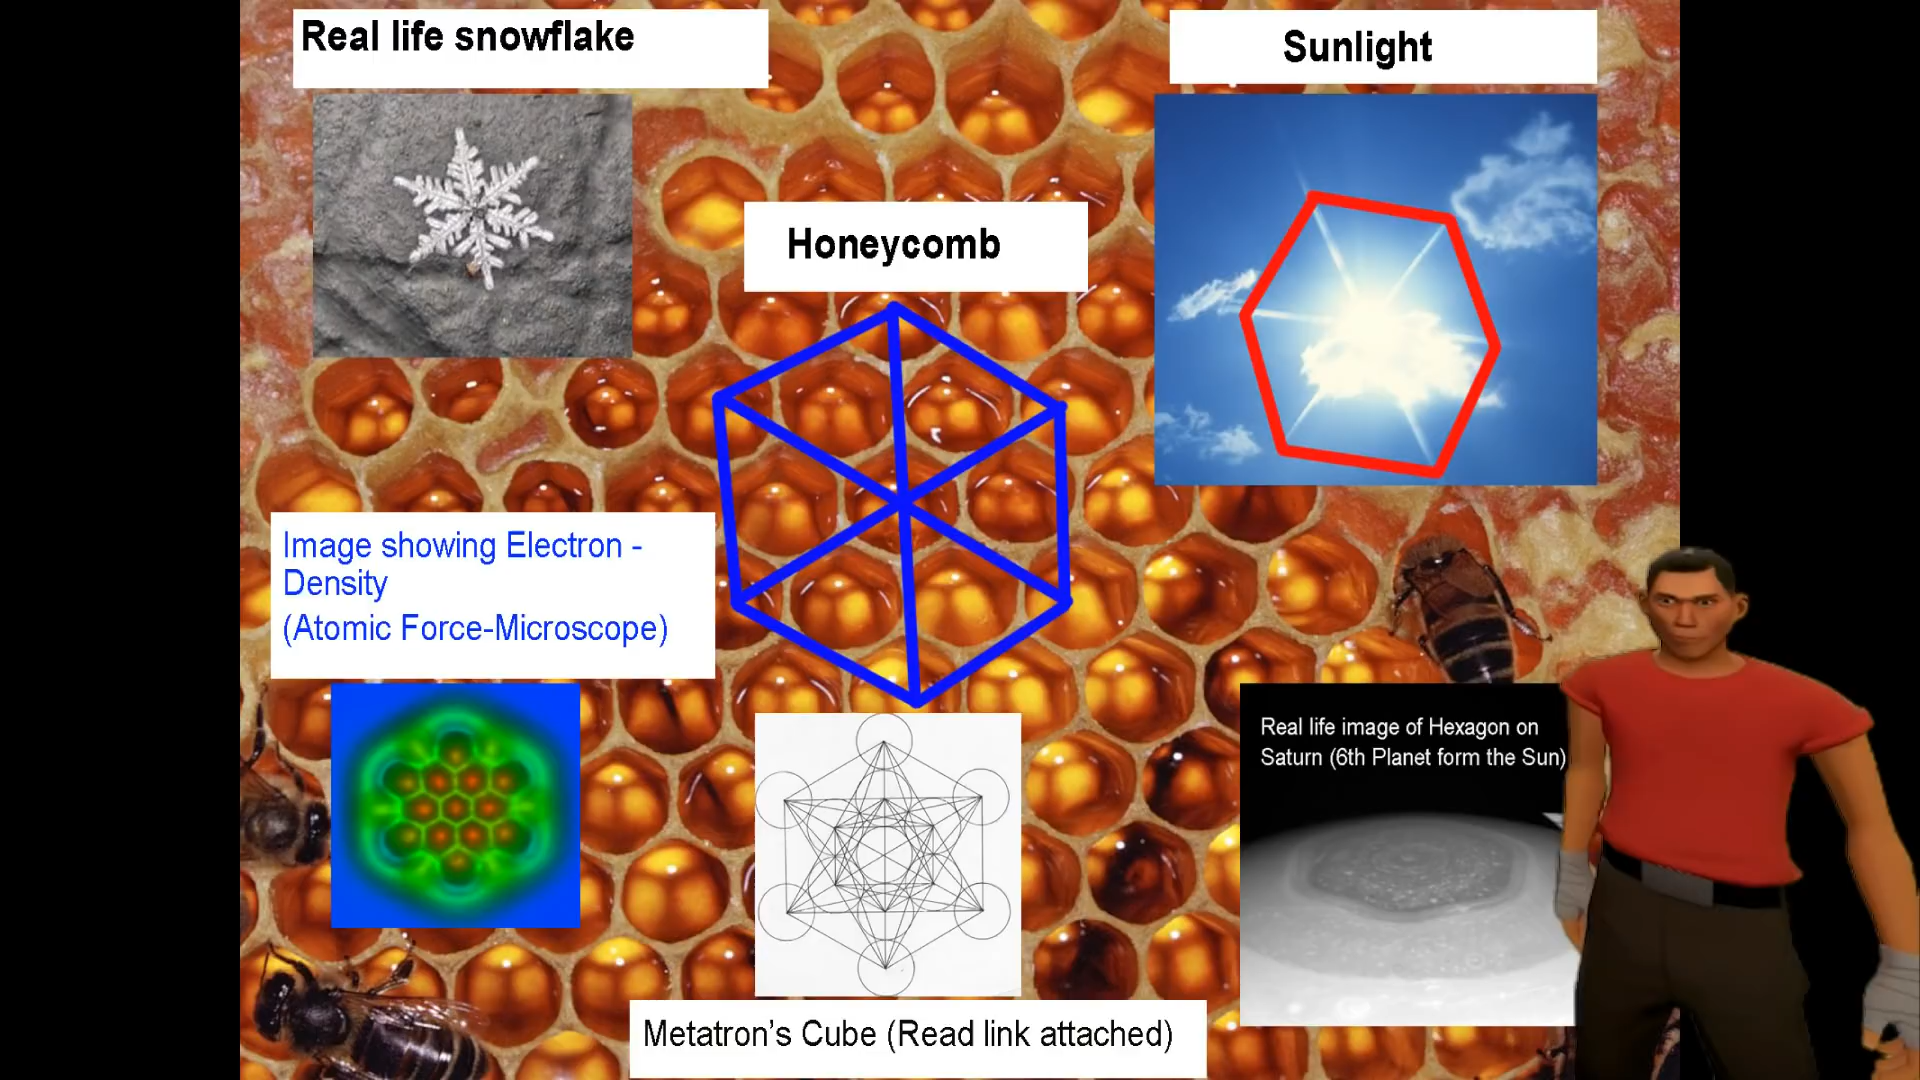 Real life snowflake
Sunlight
Honeycomb
Image showing Electron -
Density
(Atomic Force-Microscope)
Real life image of Hexagon on
Saturn (6th Planet form the Sun)
Metatron's Cube (Read link attached)